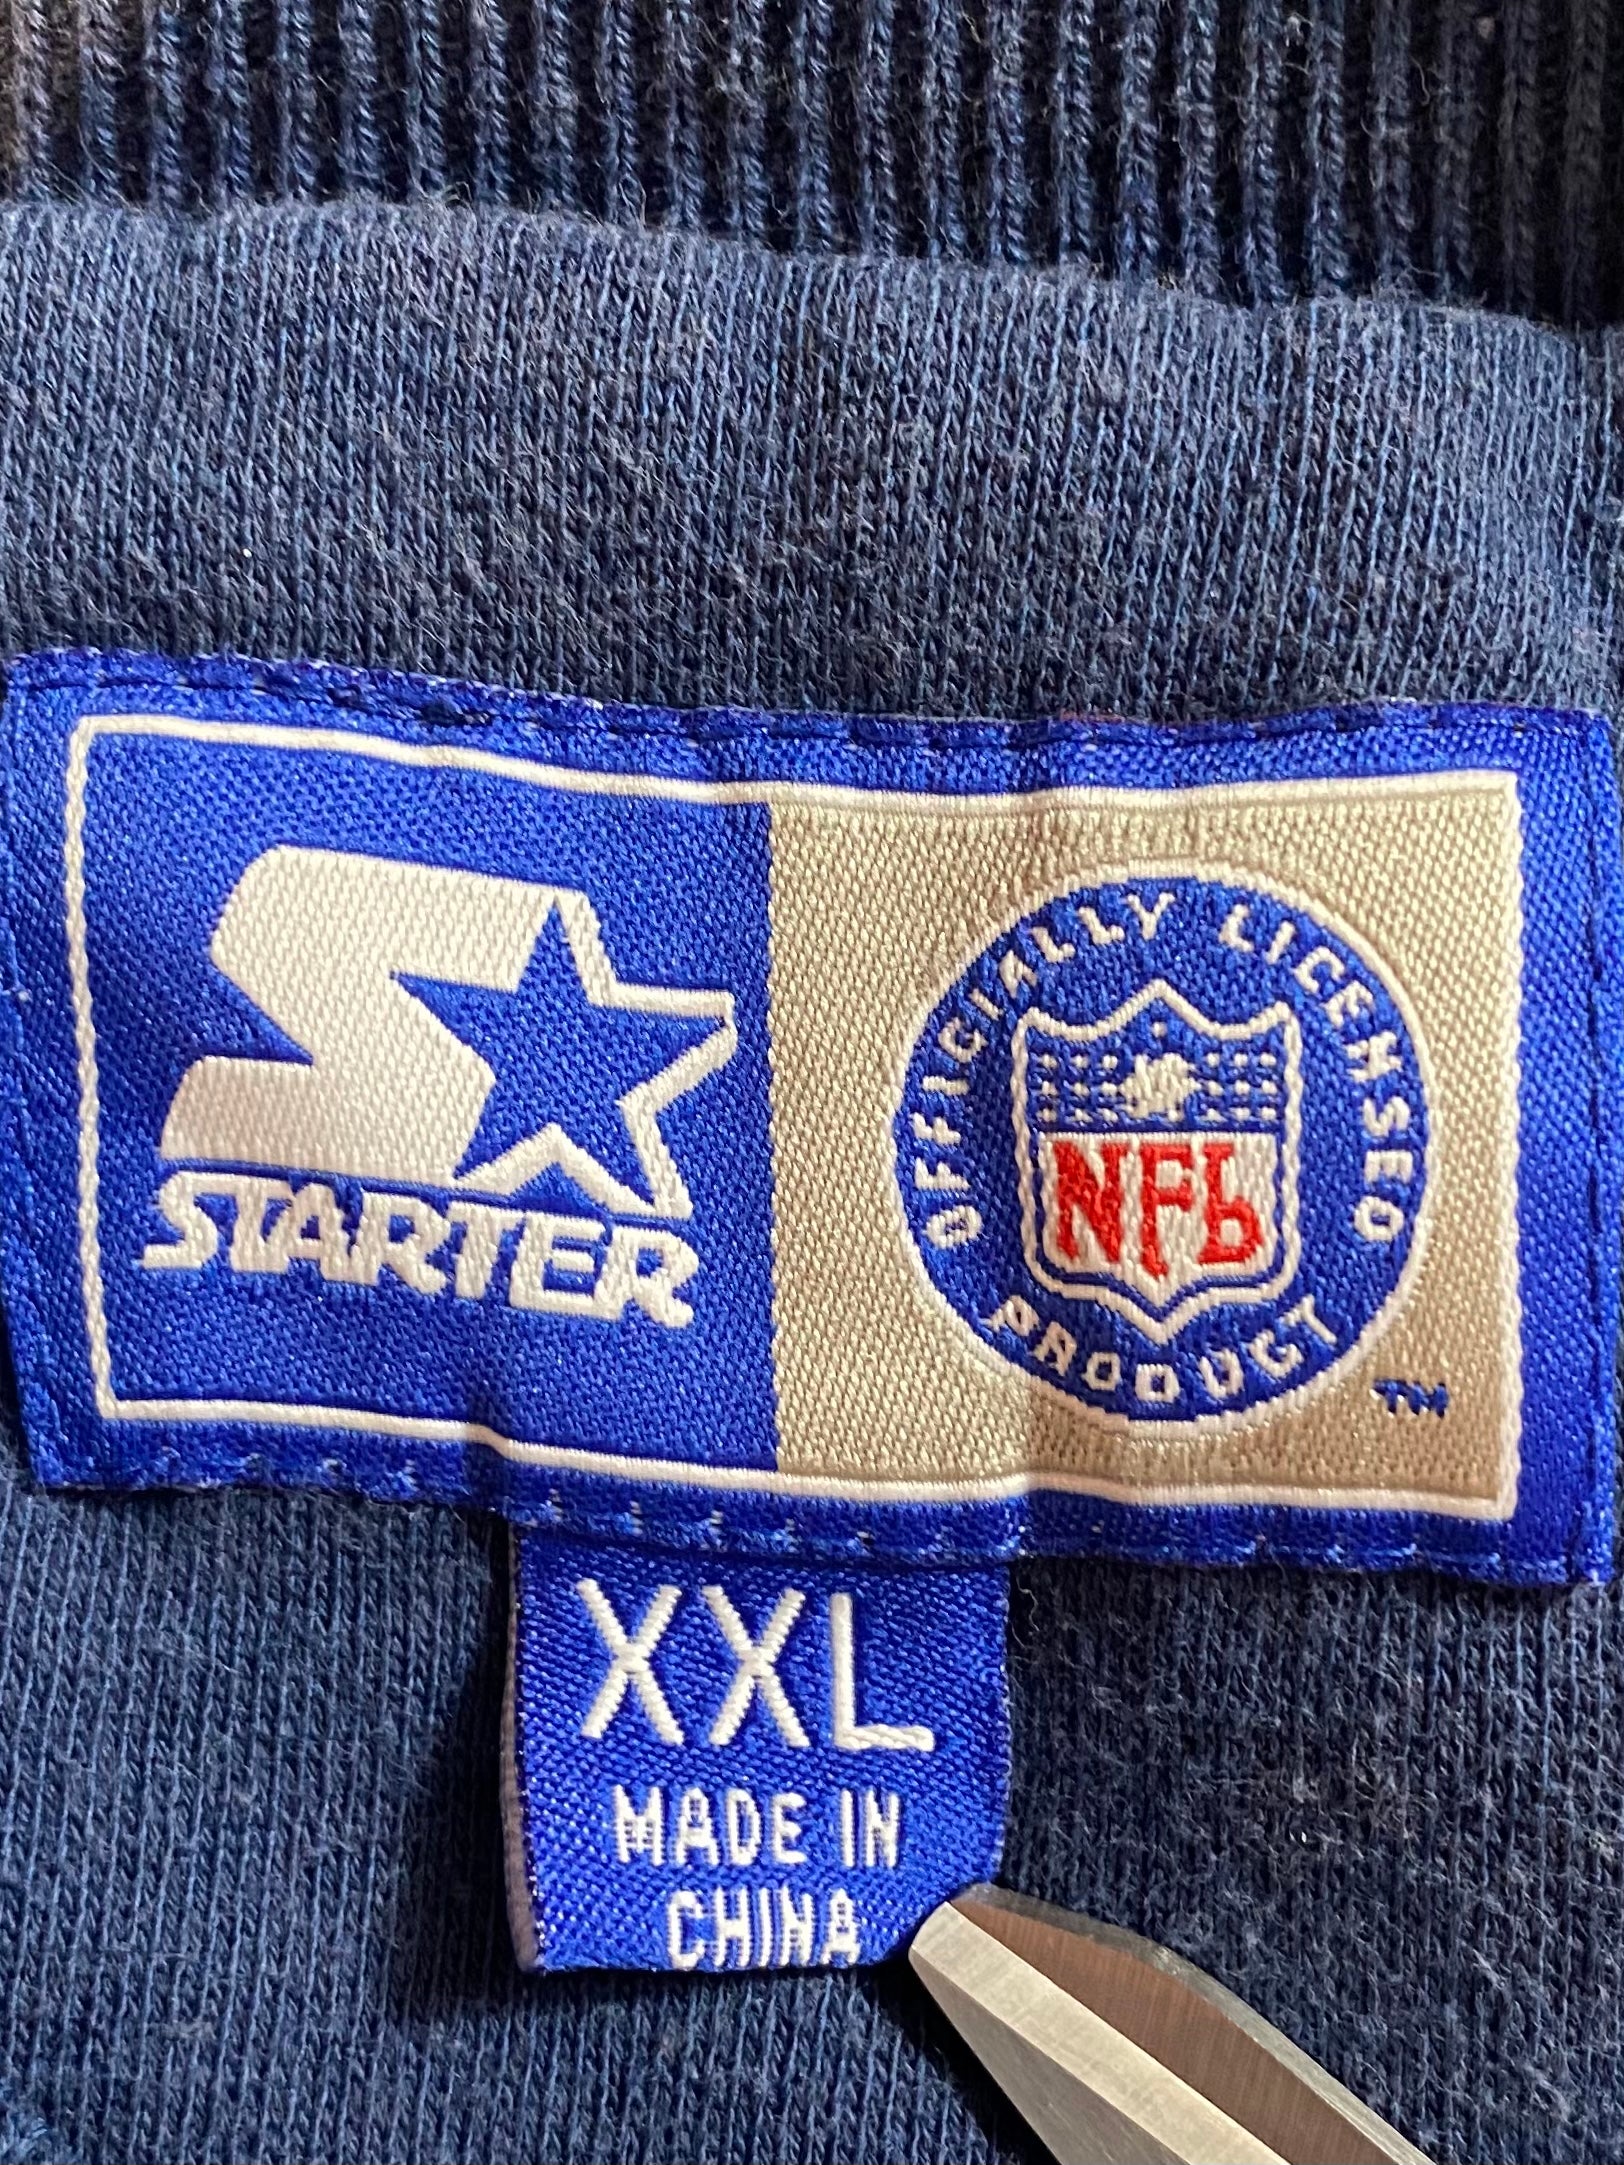 STARTER
OFFICIALLY LICENSED
NFL
PRODUCT
TM
XXL
MADE IN
CHINA